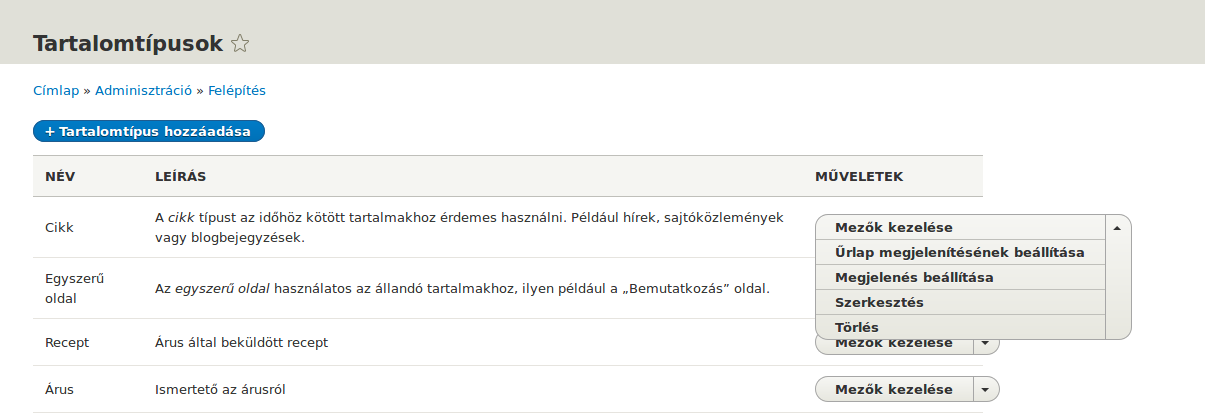 Tartalomtípusok
Címlap » Adminisztráció » Felépítés
+ Tartalomtípus hozzáadása
NÉV LEÍRÁS MŰVELETEK
Cikk
A cikk típust az időhöz kötött tartalmakhoz érdemes használni. Például hírek, sajtóközlemények
vagy blogbejegyzések.
Mezők kezelése
Űrlap megjelenítésének beállítása
Megjelenés beállítása
Szerkesztés
Törlés
Egyszerű
oldal
Az egyszerű oldal használatos az állandó tartalmakhoz, ilyen például a „Bemutatkozás” oldal.
Recept Árus által beküldött recept Mezők kezelése
Árus Ismertető az árusról Mezők kezelése